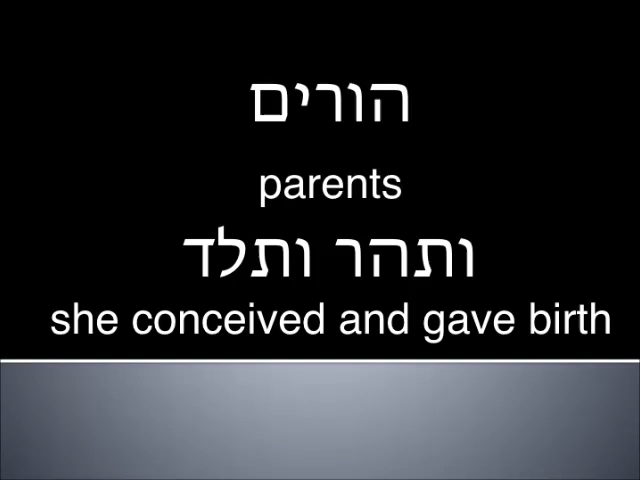 הורים
parents
ותהר ותלד
she conceived and gave birth